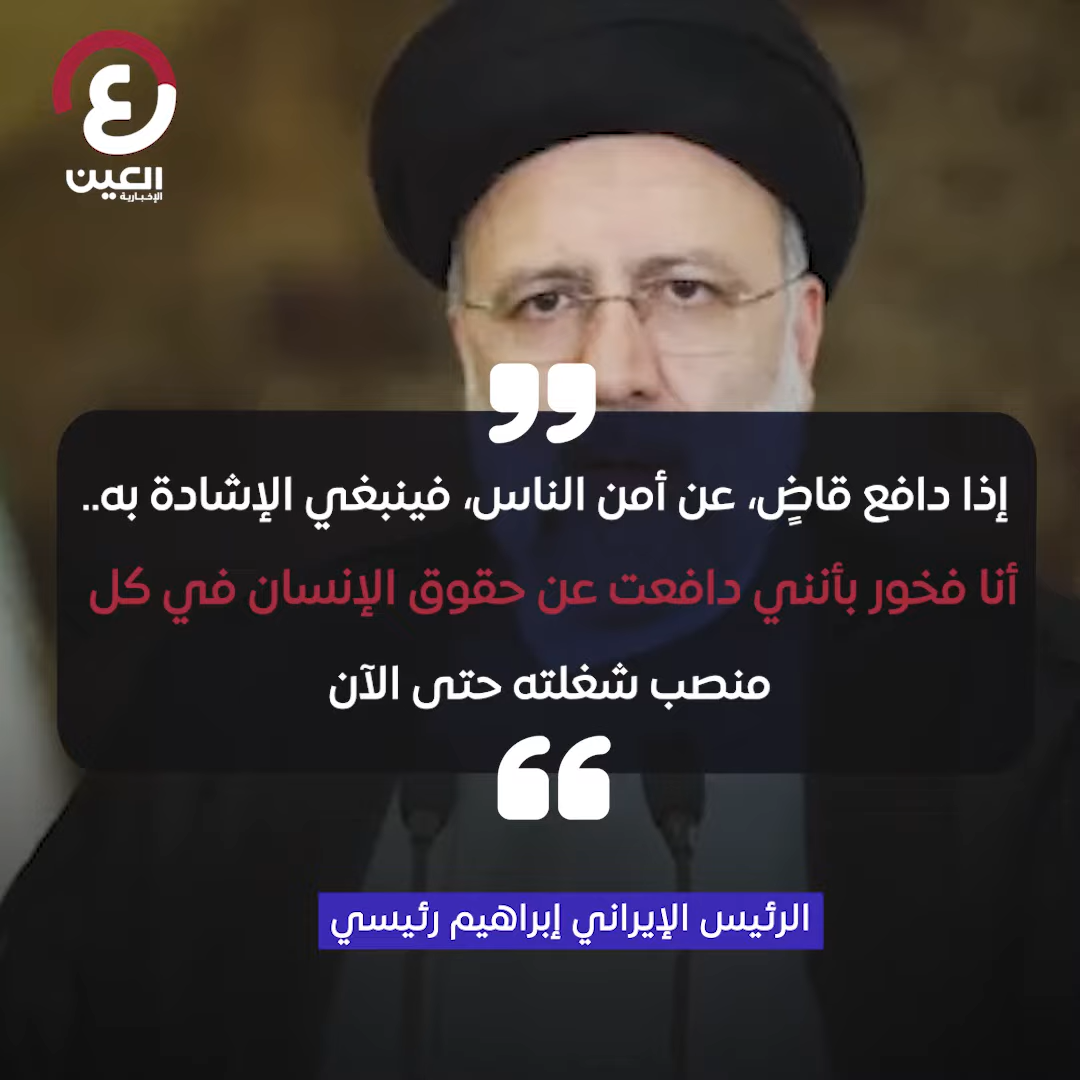 ع
العين
الإخبارية
إذا دافع قاضٍ، عن أمن الناس، فينبغي الإشادة به..
أنا فخور بأنني دافعت عن حقوق الإنسان في كل
منصب شغلته حتى الآن
الرئيس الإيراني إبراهيم رئيسي